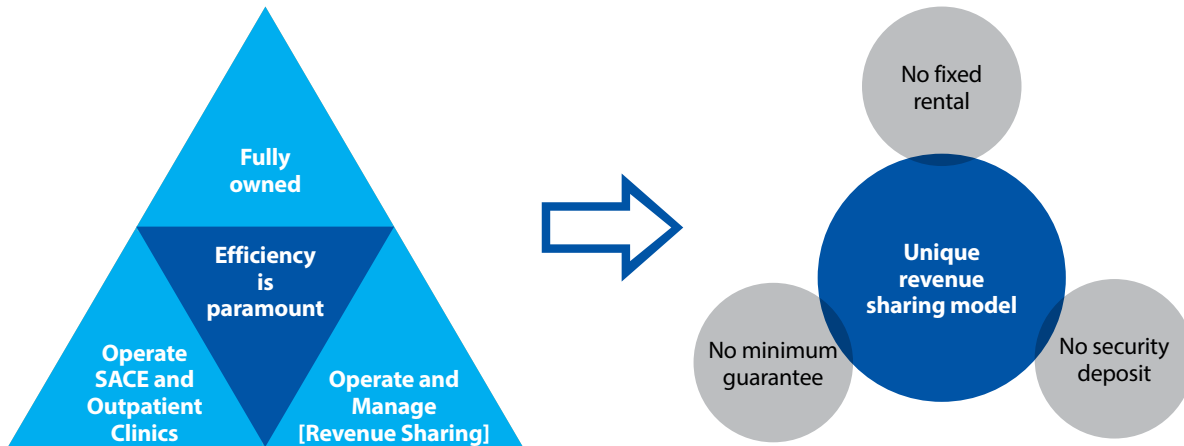 Fully
owned
Efficiency
is
paramount
Operate
SACE and
Outpatient
Clinics
Operate and
Manage
[Revenue Sharing]
No fixed
rental
Unique
revenue
sharing model
No minimum
guarantee
No security
deposit